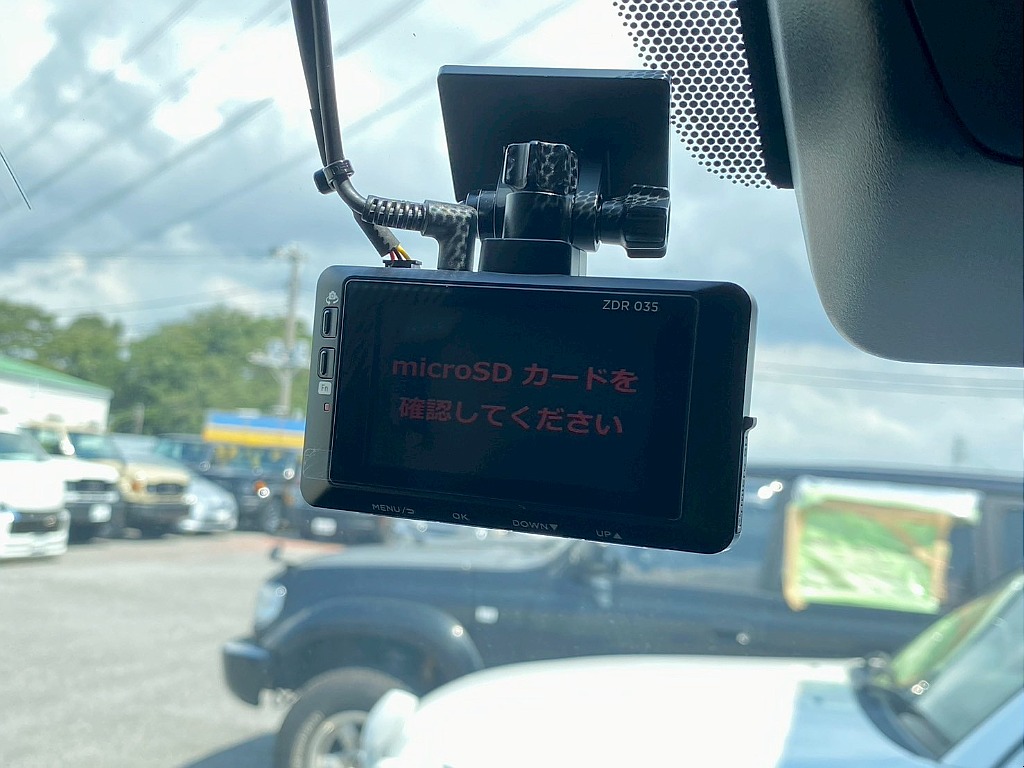 ZDR 035
microSD カードを
確認してください
Fn
MENU/⮌ OK DOWN▼ UP▲